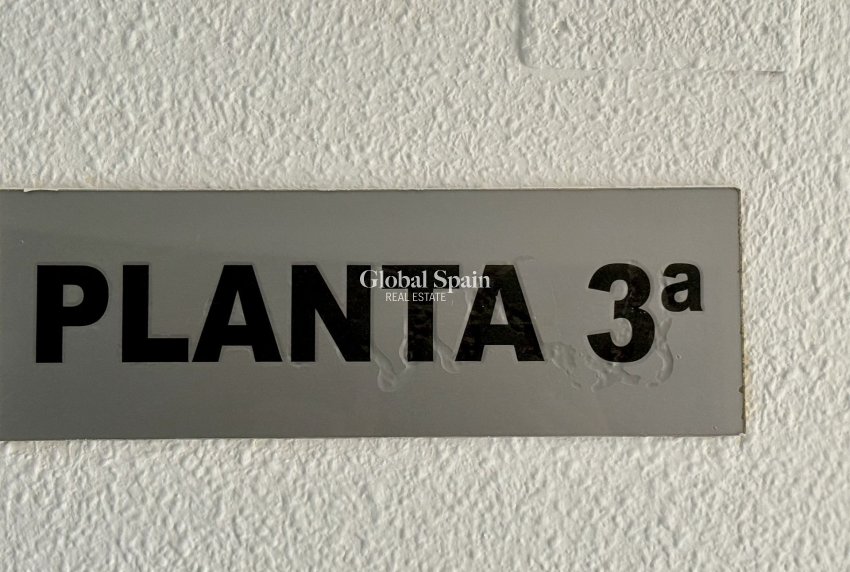 PLANTA 3ª
Global Spain
REAL ESTATE